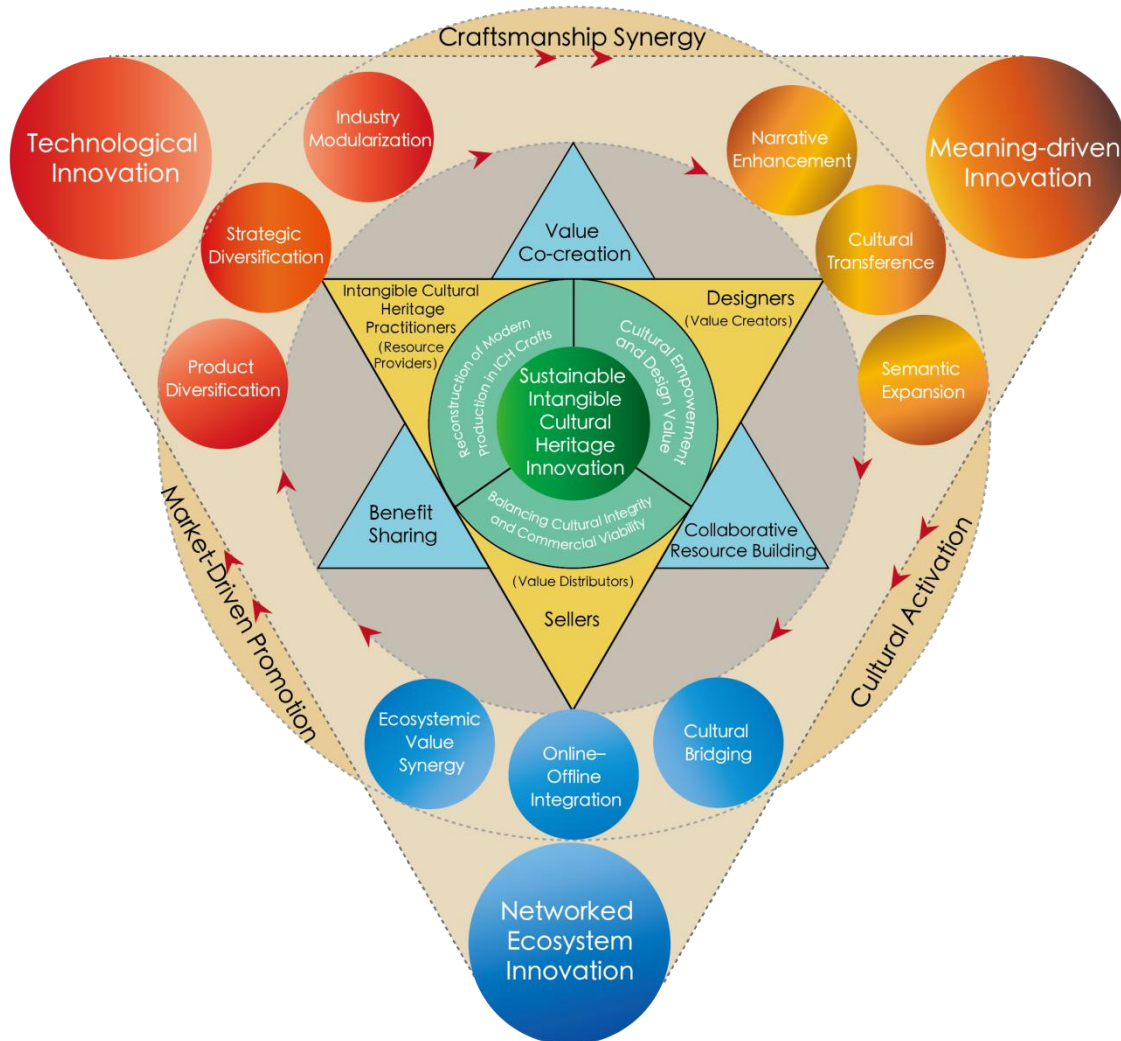 Craftsmanship Synergy
Technological
Innovation
Industry
Modularization
Strategic
Diversification
Product
Diversification
Narrative
Enhancement
Cultural
Transference
Semantic
Expansion
Meaning-driven
Innovation
Value
Co-creation
Intangible Cultural
Heritage
Practitioners
(Resource
Providers)
Designers
(Value Creators)
Reconstruction of Modern
Production in ICH Crafts
Cultural Empowerment
and Design Value
Sustainable
Intangible
Cultural
Heritage
Innovation
Balancing Cultural Integrity
and Commercial Viability
Benefit
Sharing
Collaborative
Resource Building
(Value Distributors)
Sellers
Market-Driven Promotion
Cultural Activation
Ecosystemic
Value
Synergy
Online–
Offline
Integration
Cultural
Bridging
Networked
Ecosystem
Innovation